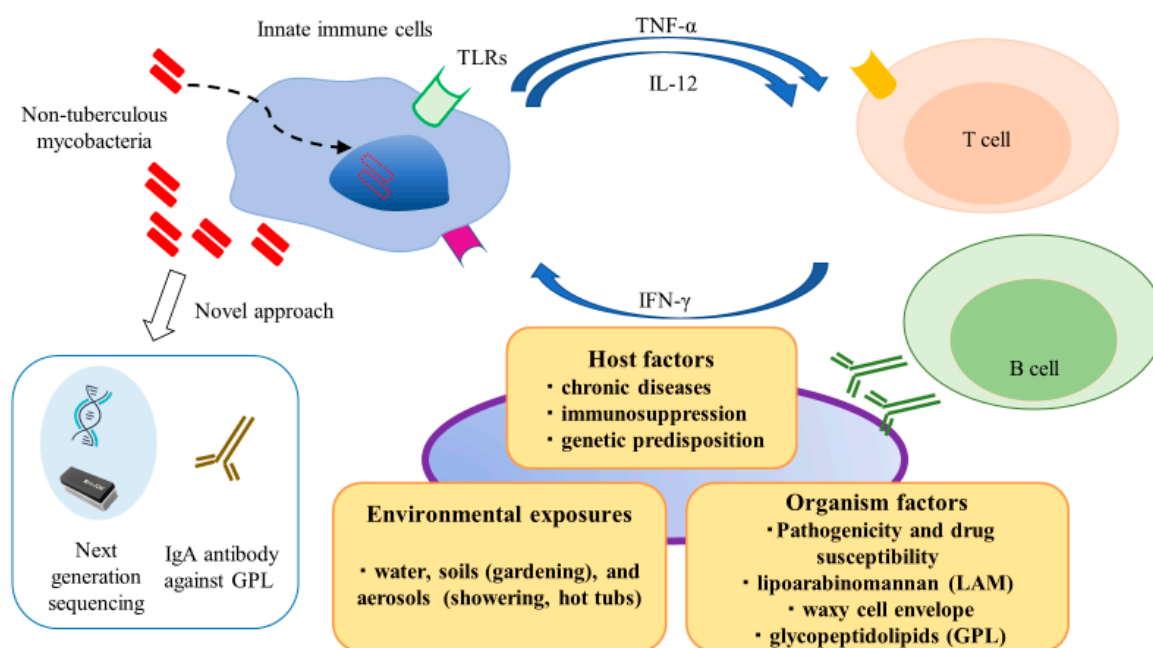 Innate immune cells
TLRs
TNF-α
IL-12
T cell
Non-tuberculous
mycobacteria
Novel approach
IFN-γ
B cell
Next
generation
sequencing
IgA antibody
against GPL
Host factors
・chronic diseases
・immunosuppression
・genetic predisposition
Environmental exposures
・water, soils (gardening), and
aerosols (showering, hot tubs)
Organism factors
・Pathogenicity and drug
susceptibility
・lipoarabinomannan (LAM)
・waxy cell envelope
・glycopeptidolipids (GPL)